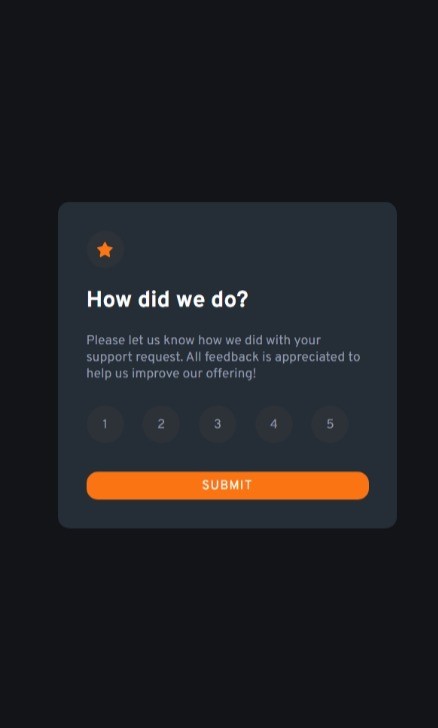 How did we do?
Please let us know how we did with your
support request. All feedback is appreciated to
help us improve our offering!
1 2 3 4 5
SUBMIT